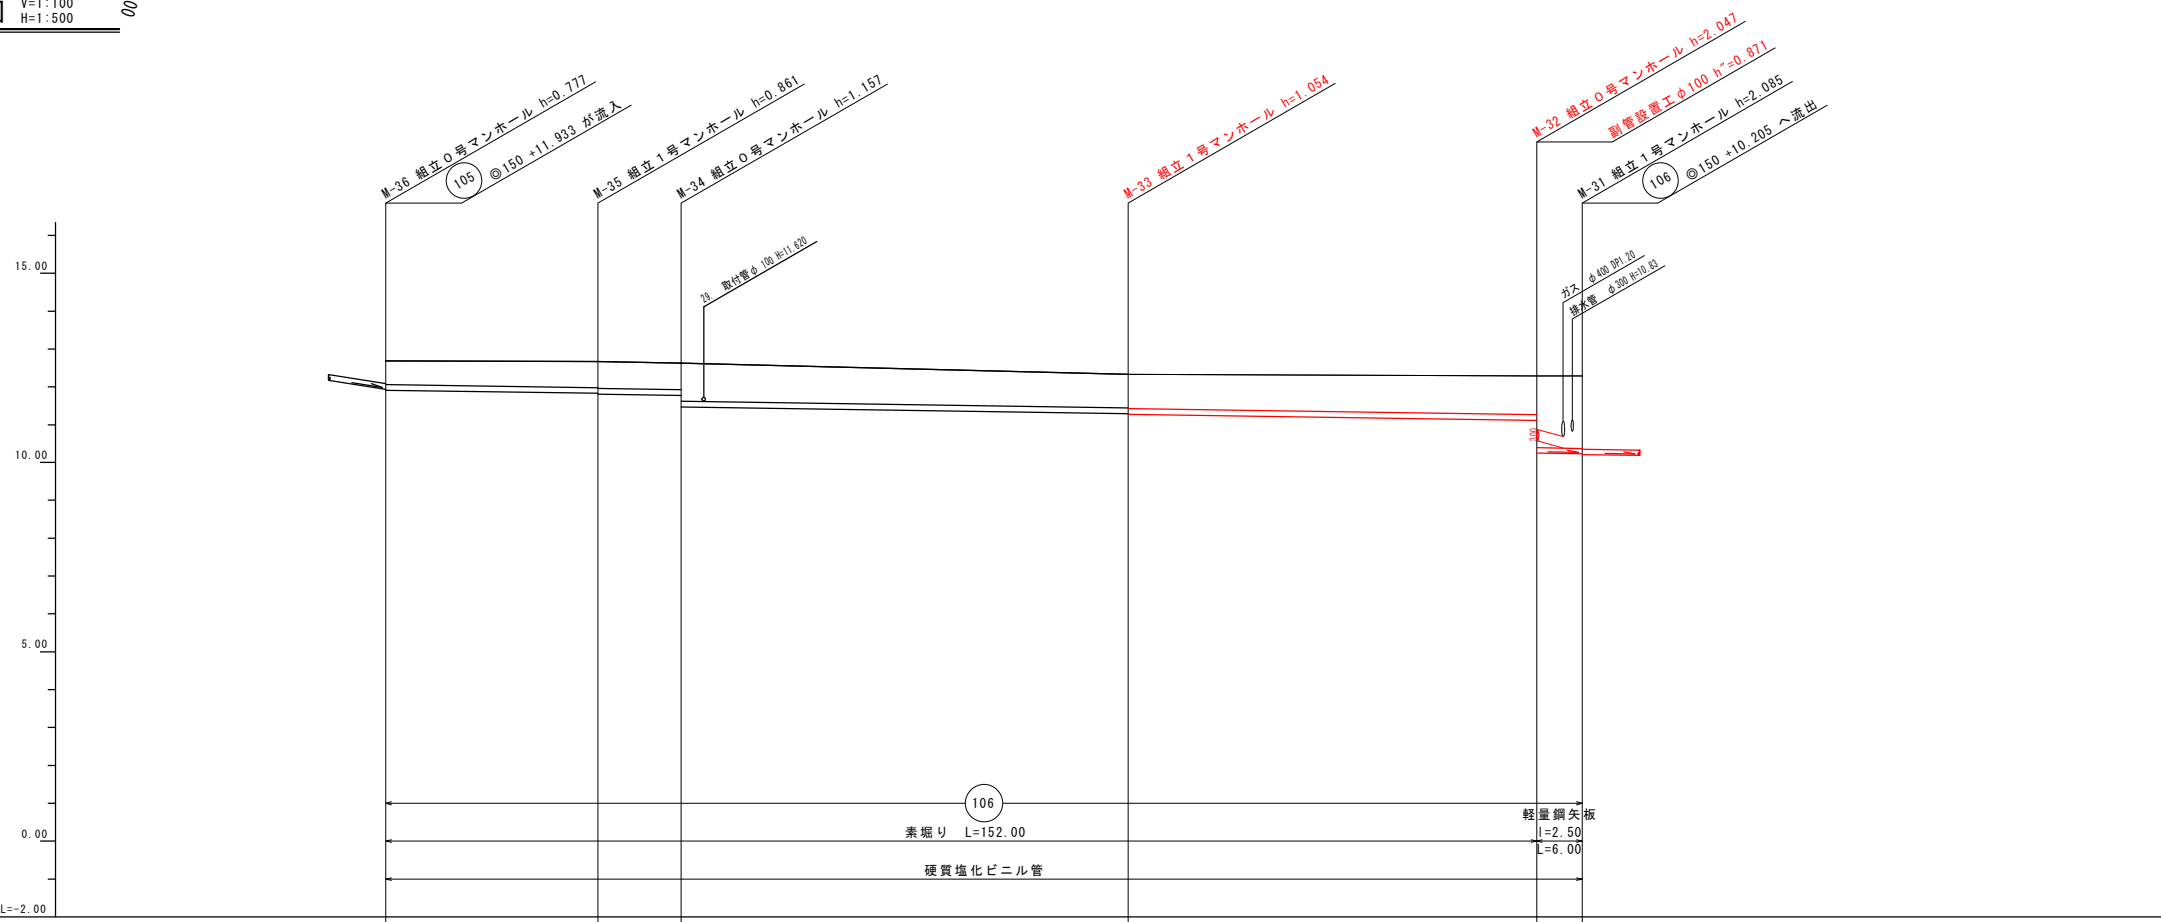 V=1:100
H=1:500
00
M-36 組立0号マンホール h=0.777
105 ◎150 +11.933 が流入
M-35 組立1号マンホール h=0.861
M-34 組立0号マンホール h=1.157
M-33 組立1号マンホール h=1.054
M-32 組立0号マンホール h=2.047
副管設置工φ100 h"=0.871
M-31 組立1号マンホール h=2.085
106 ◎150 +10.205 へ流出
29. 取付管φ 100 H=11.620
ガス φ400 DP1.20
排水管 φ300 H=10.83
15.00
10.00
300
5.00
0.00
L=-2.00
106
軽量鋼矢板
素堀り L=152.00
l=2.50
L=6.00
硬質塩化ビニル管